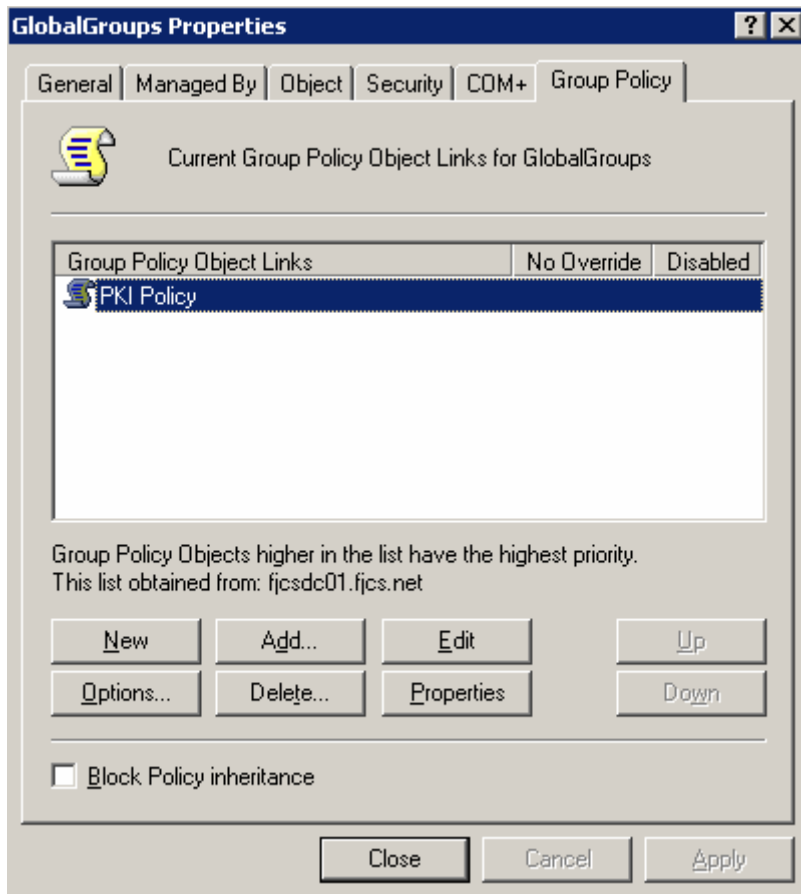 GlobalGroups Properties
General Managed By Object Security COM+ Group Policy
Current Group Policy Object Links for GlobalGroups
Group Policy Object Links No Override Disabled
PKI Policy
Group Policy Objects higher in the list have the highest priority.
This list obtained from: fjcsdc01.fjcs.net
New Add... Edit Up
Options... Delete... Properties Down
Block Policy inheritance
Close Cancel Apply